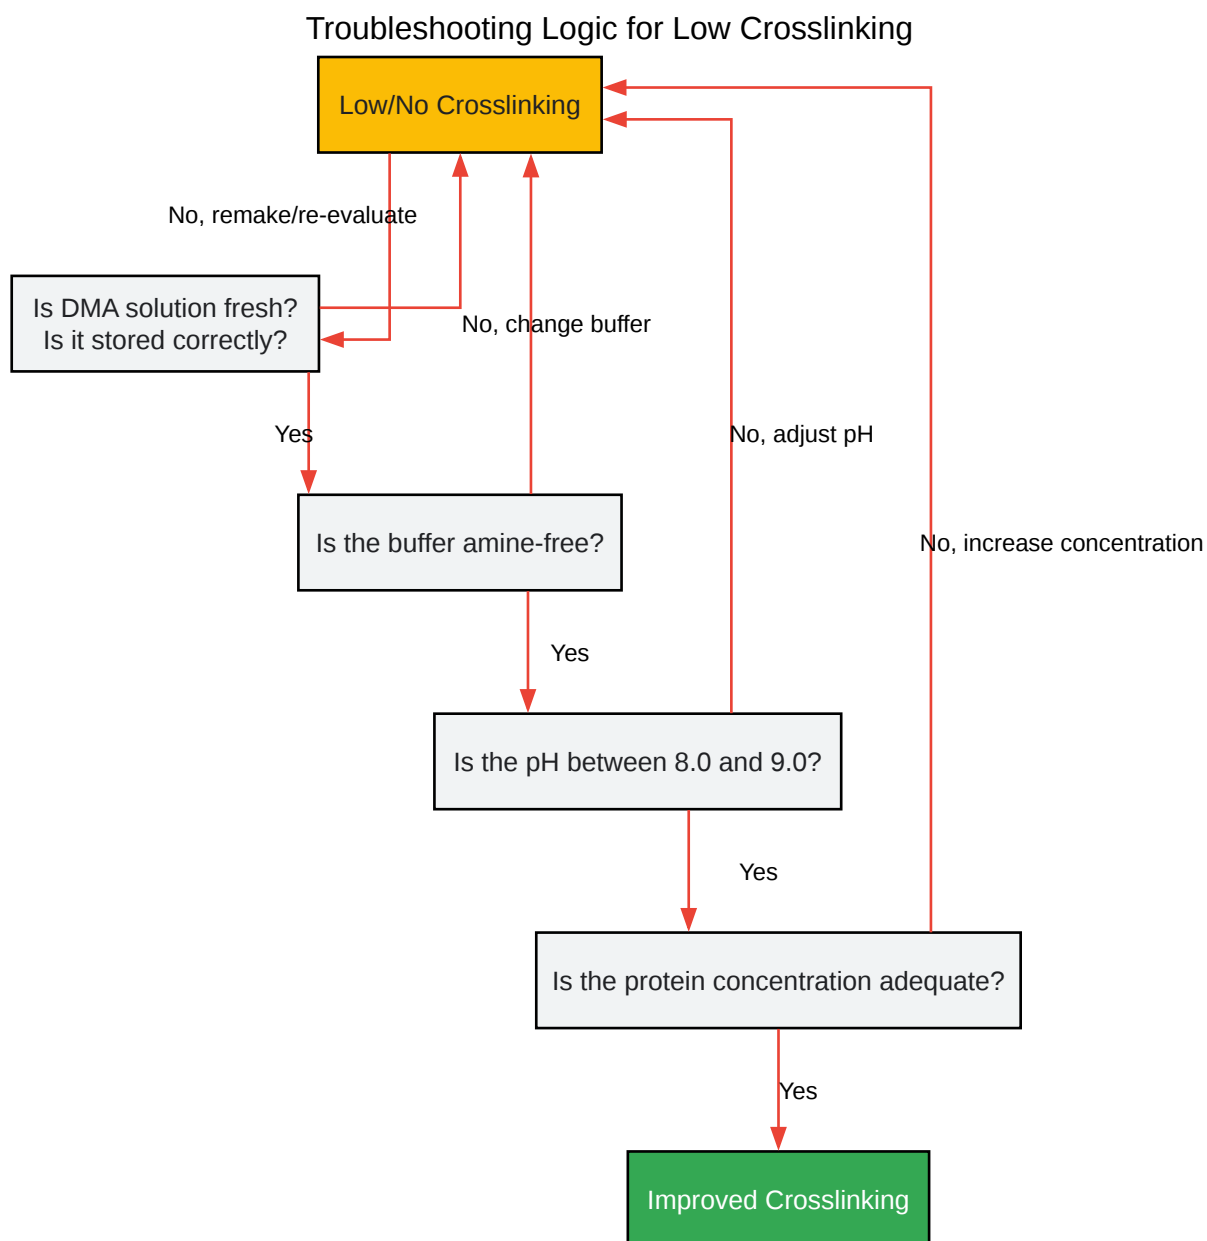 Troubleshooting Logic for Low Crosslinking
Low/No Crosslinking
No, remake/re-evaluate
Is DMA solution fresh?
Is it stored correctly?
No, change buffer
Yes
No, adjust pH
Is the buffer amine-free?
No, increase concentration
Yes
Is the pH between 8.0 and 9.0?
Yes
Is the protein concentration adequate?
Yes
Improved Crosslinking